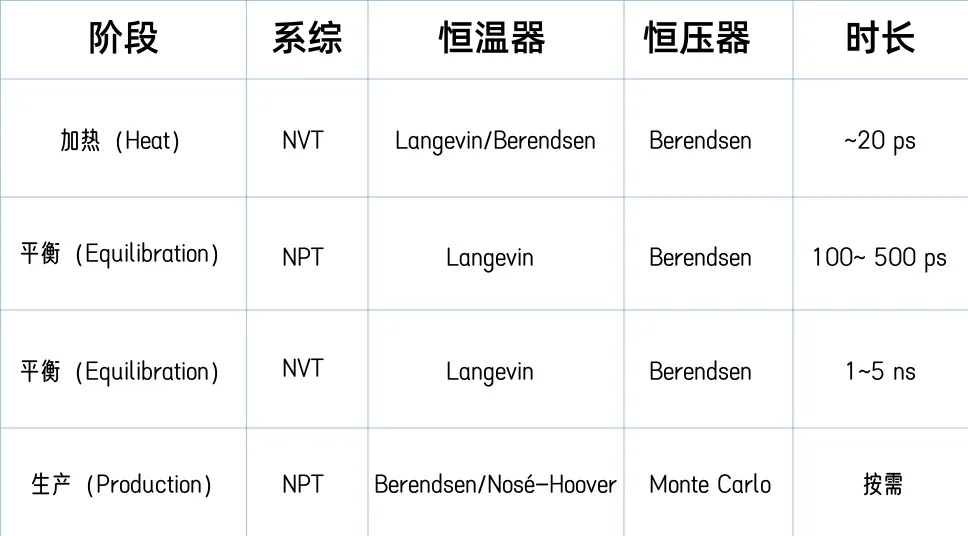 阶段 系综 恒温器 恒压器 时长
加热（Heat） NVT Langevin/Berendsen Berendsen ~20 ps
平衡（Equilibration） NPT Langevin Berendsen 100~ 500 ps
平衡（Equilibration） NVT Langevin Berendsen 1~5 ns
生产（Production） NPT Berendsen/Nosé-Hoover Monte Carlo 按需